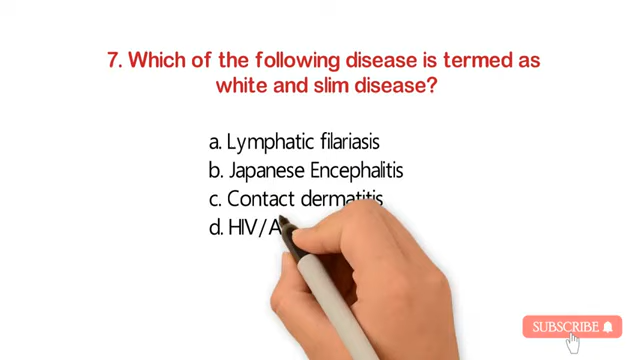 7. Which of the following disease is termed as
white and slim disease?
a. Lymphatic filariasis
b. Japanese Encephalitis
c. Contact dermatitis
d. HIV/A
SUBSCRIBE